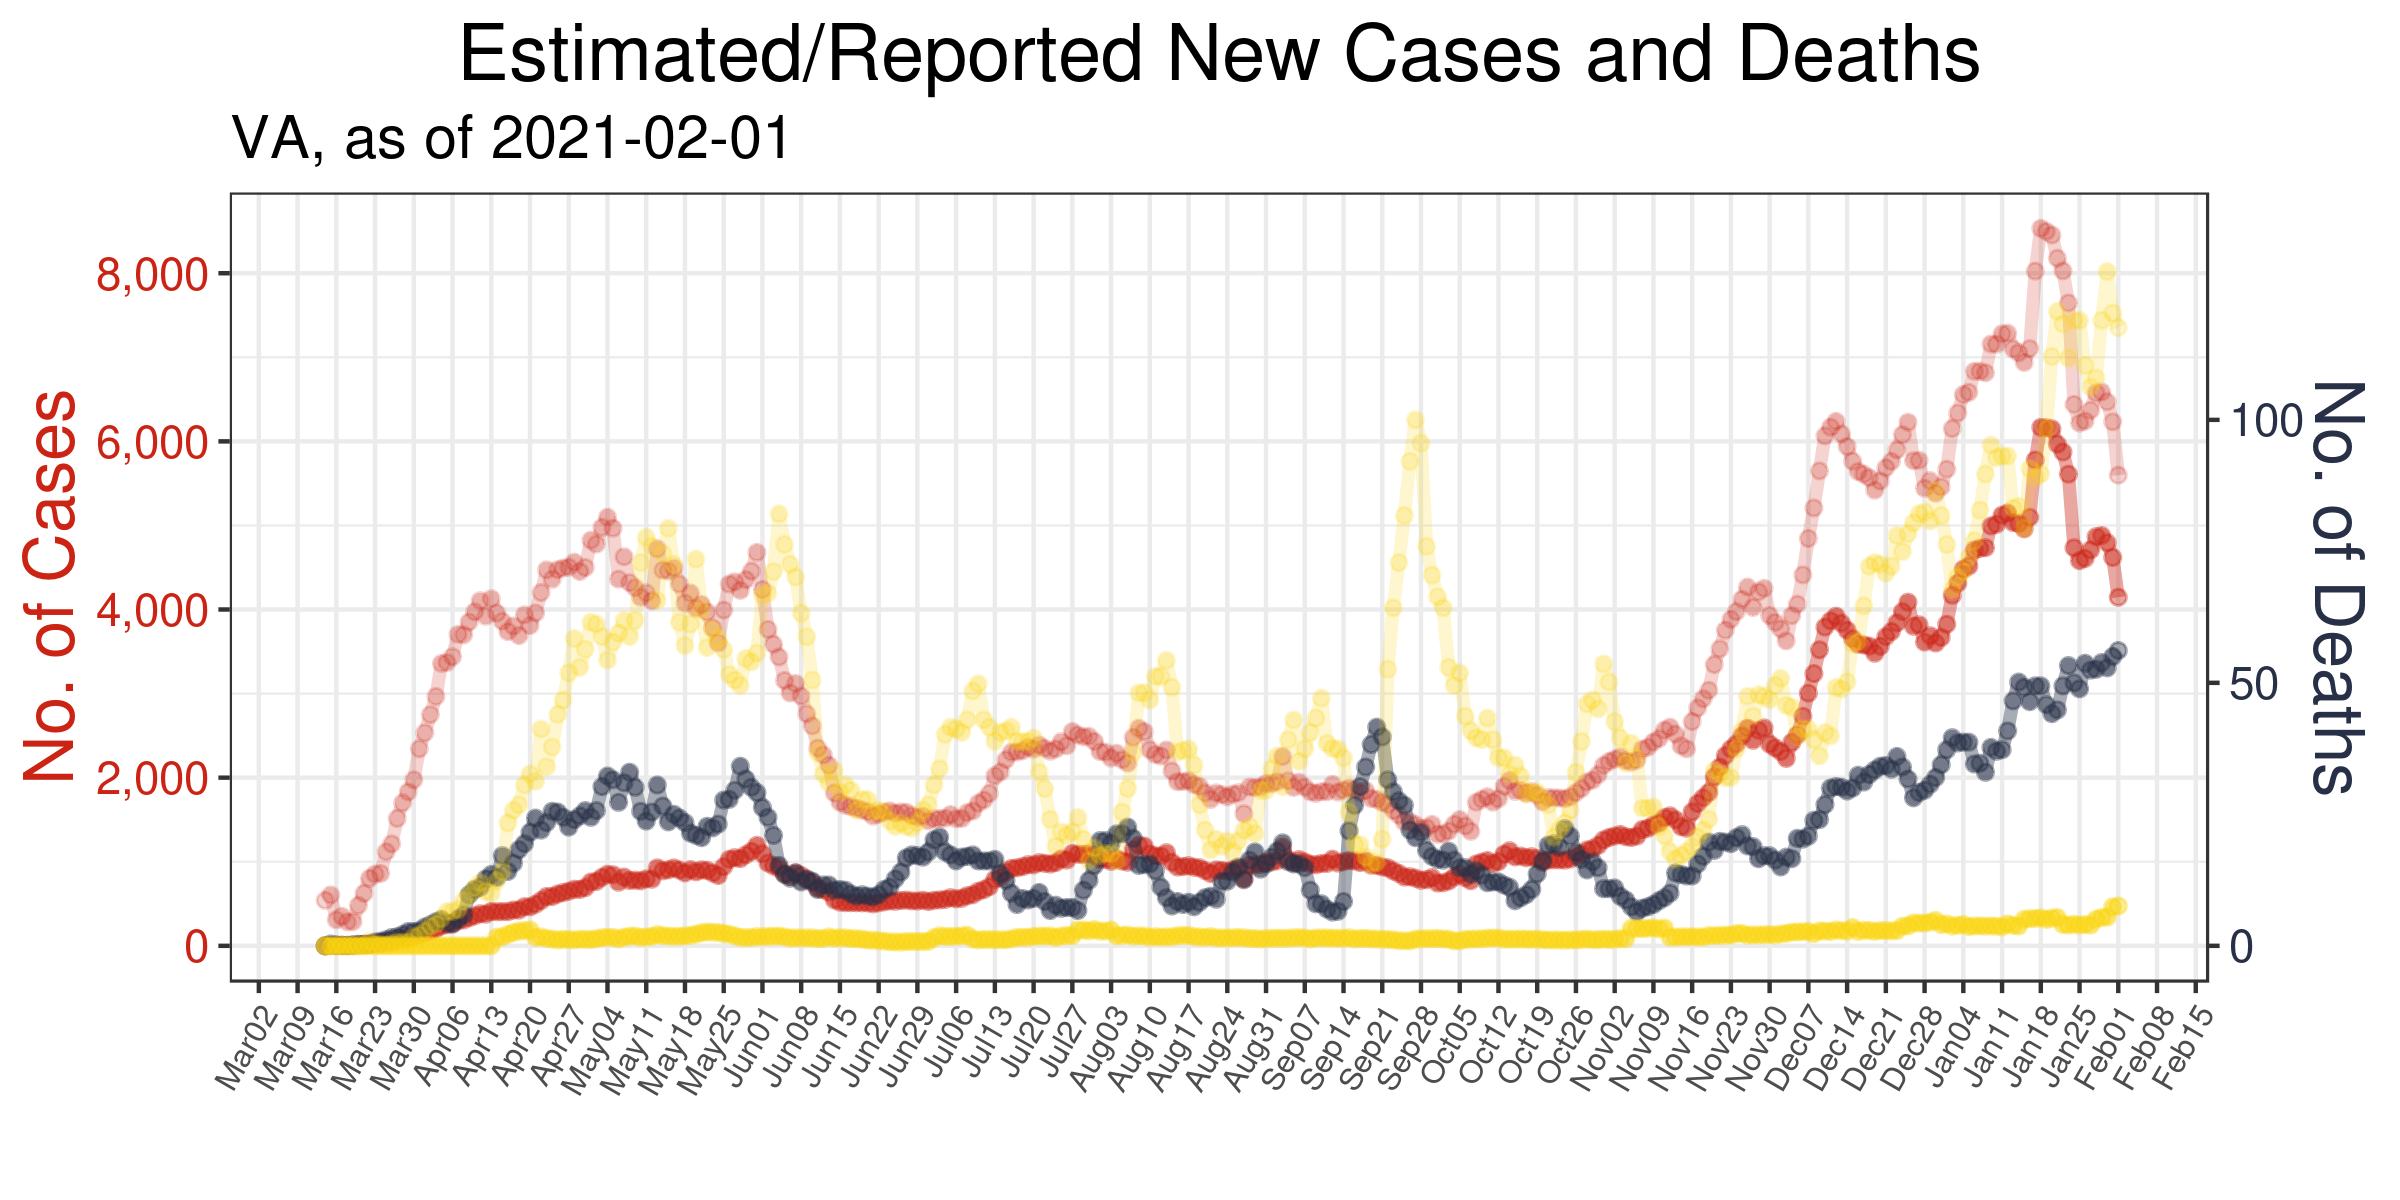 Estimated/Reported New Cases and Deaths
VA, as of 2021-02-01
No. of Cases
8,000
6,000
4,000
2,000
0
No. of Deaths
100
50
0
Mar02
Mar09
Mar16
Mar23
Mar30
Apr06
Apr13
Apr20
Apr27
May04
May11
May18
May25
Jun01
Jun08
Jun15
Jun22
Jun29
Jul06
Jul13
Jul20
Jul27
Aug03
Aug10
Aug17
Aug24
Aug31
Sep07
Sep14
Sep21
Sep28
Oct05
Oct12
Oct19
Oct26
Nov02
Nov09
Nov16
Nov23
Nov30
Dec07
Dec14
Dec21
Dec28
Jan04
Jan11
Jan18
Jan25
Feb01
Feb08
Feb15